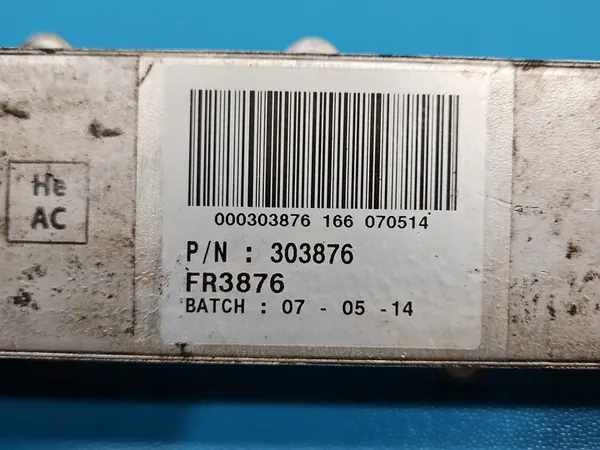 000303876 166 070514
He
AC
P/N : 303876
FR3876
BATCH : 07 - 05 -14